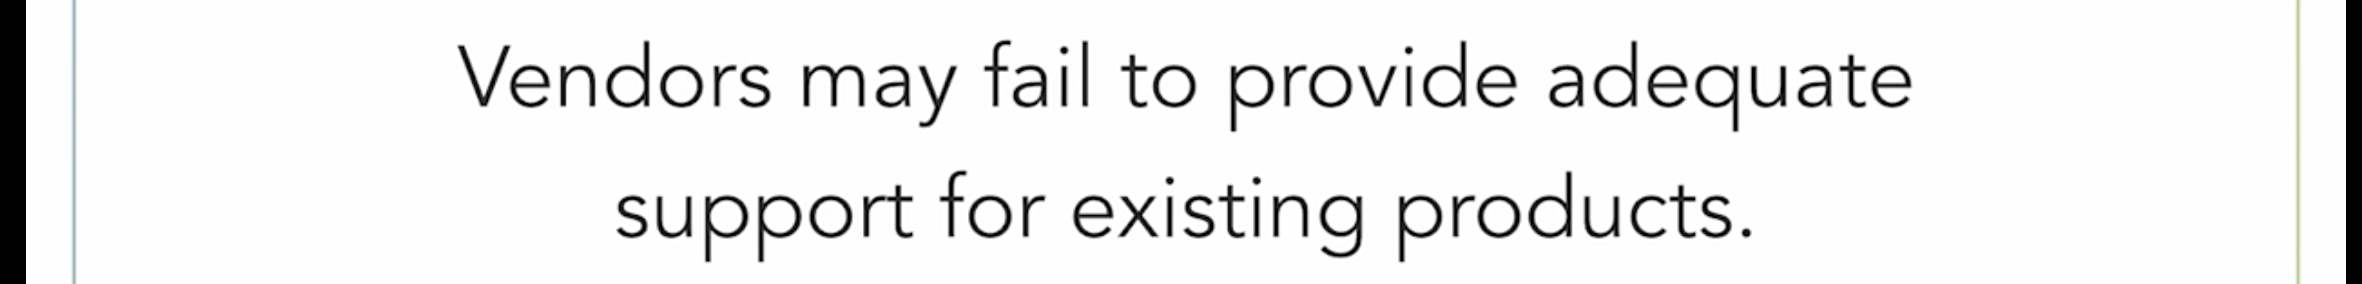 Vendors may fail to provide adequate
support for existing products.